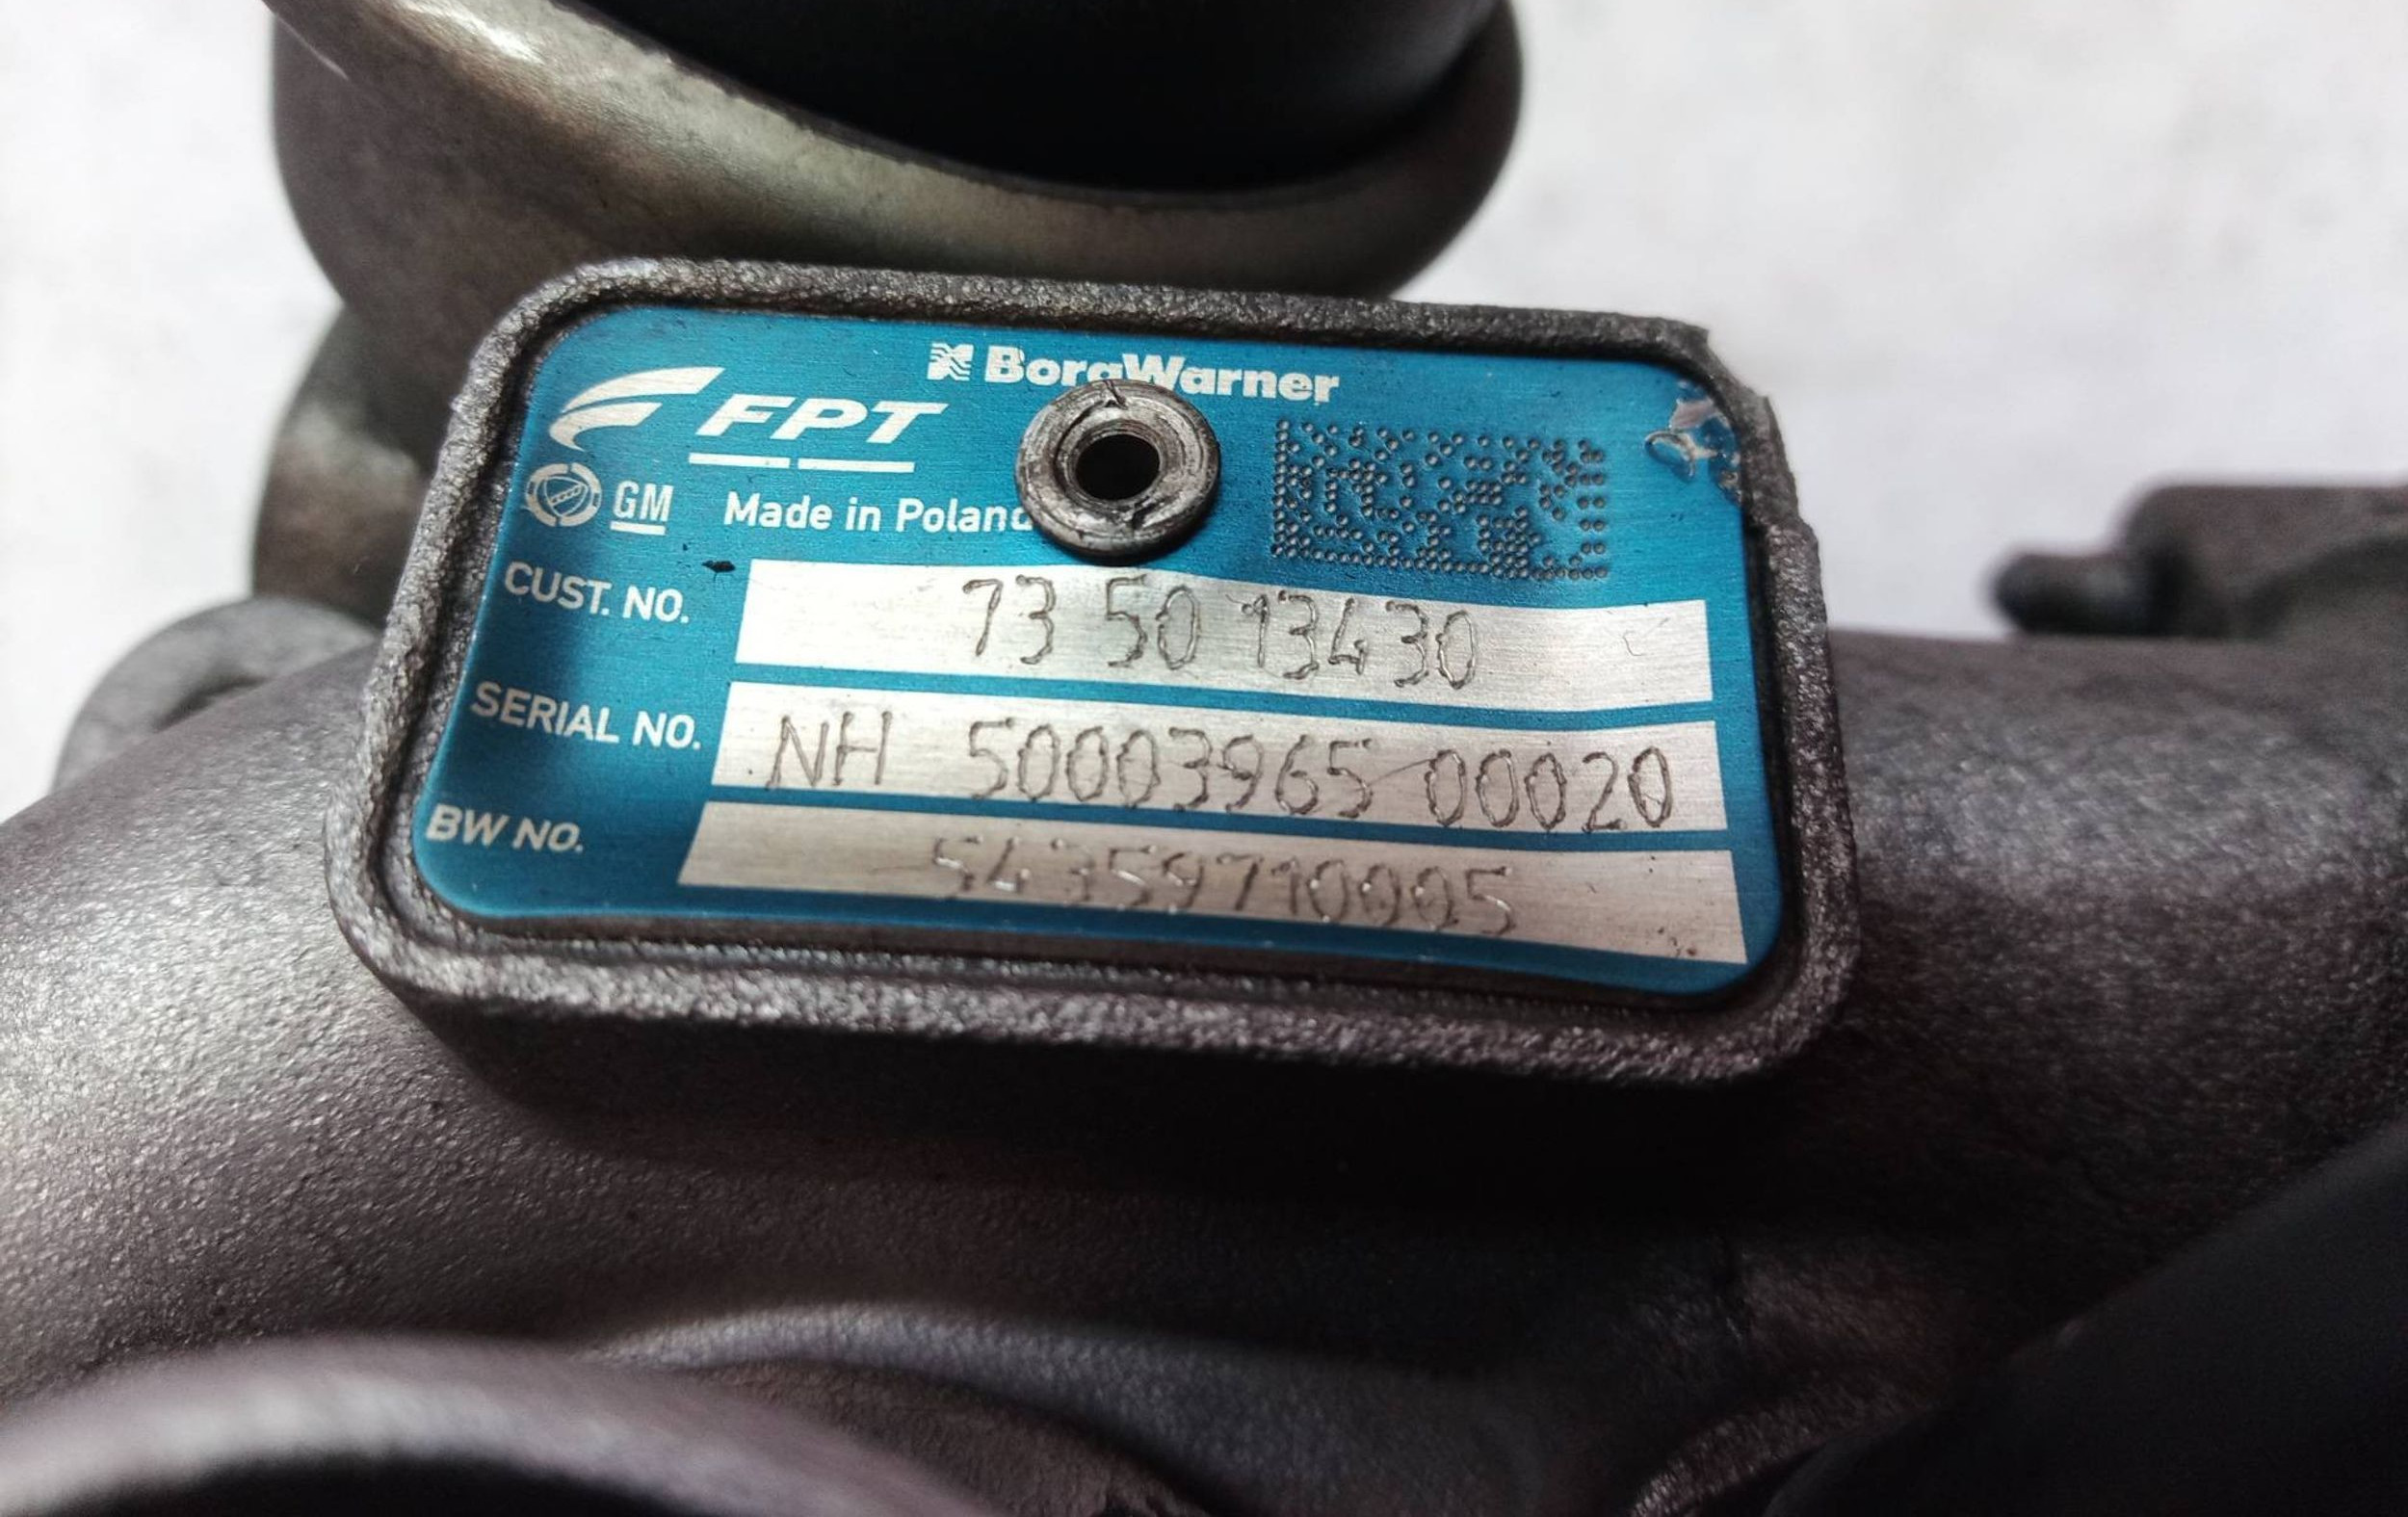 BorgWarner
FPT
GM
Made in Poland
CUST. NO. 73 50 13430
SERIAL NO. NH 50003965 00020
BW NO. 54359710005